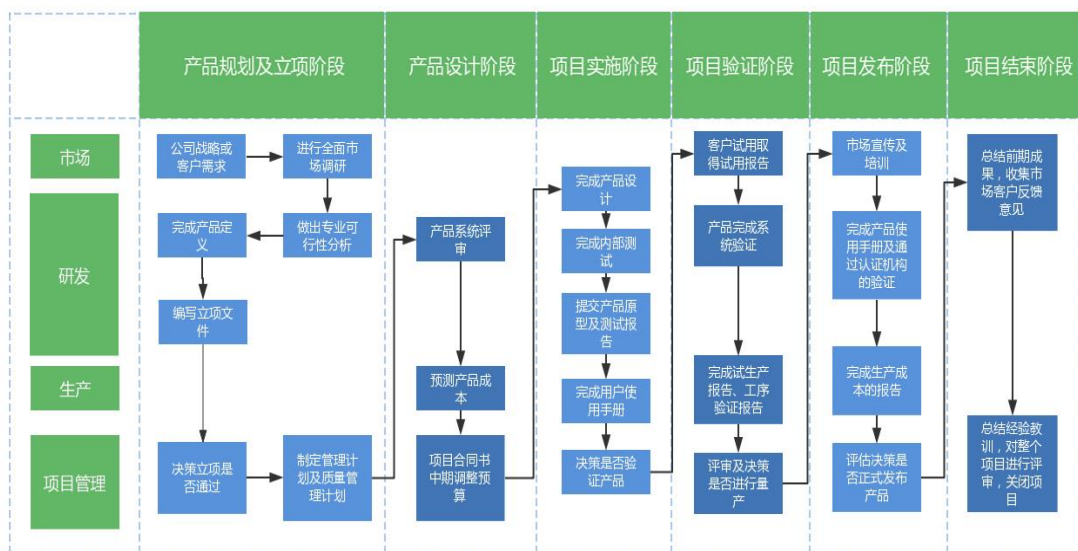 产品规划及立项阶段
产品设计阶段
项目实施阶段
项目验证阶段
项目发布阶段
项目结束阶段
市场
研发
生产
项目管理
公司战略或
客户需求
进行全面市
场调研
完成产品定
义
做出专业可
行性分析
编写立项文
件
决策立项是
否通过
制定管理计
划及质量管
理计划
产品系统评
审
预测产品成
本
项目合同书
中期调整预
算
完成产品设
计
完成内部测
试
提交产品原
型及测试报
告
完成用户使
用手册
决策是否验
证产品
客户试用取
得试用报告
产品完成系
统验证
完成试生产
报告、工序
验证报告
评审及决策
是否进行量
产
市场宣传及
培训
完成产品使
用手册及通
过认证机构
的验证
完成生产成
本的报告
评估决策是
否正式发布
产品
总结前期成
果，收集市
场客户反馈
意见
总结经验教
训，对整个
项目进行评
审，关闭项
目